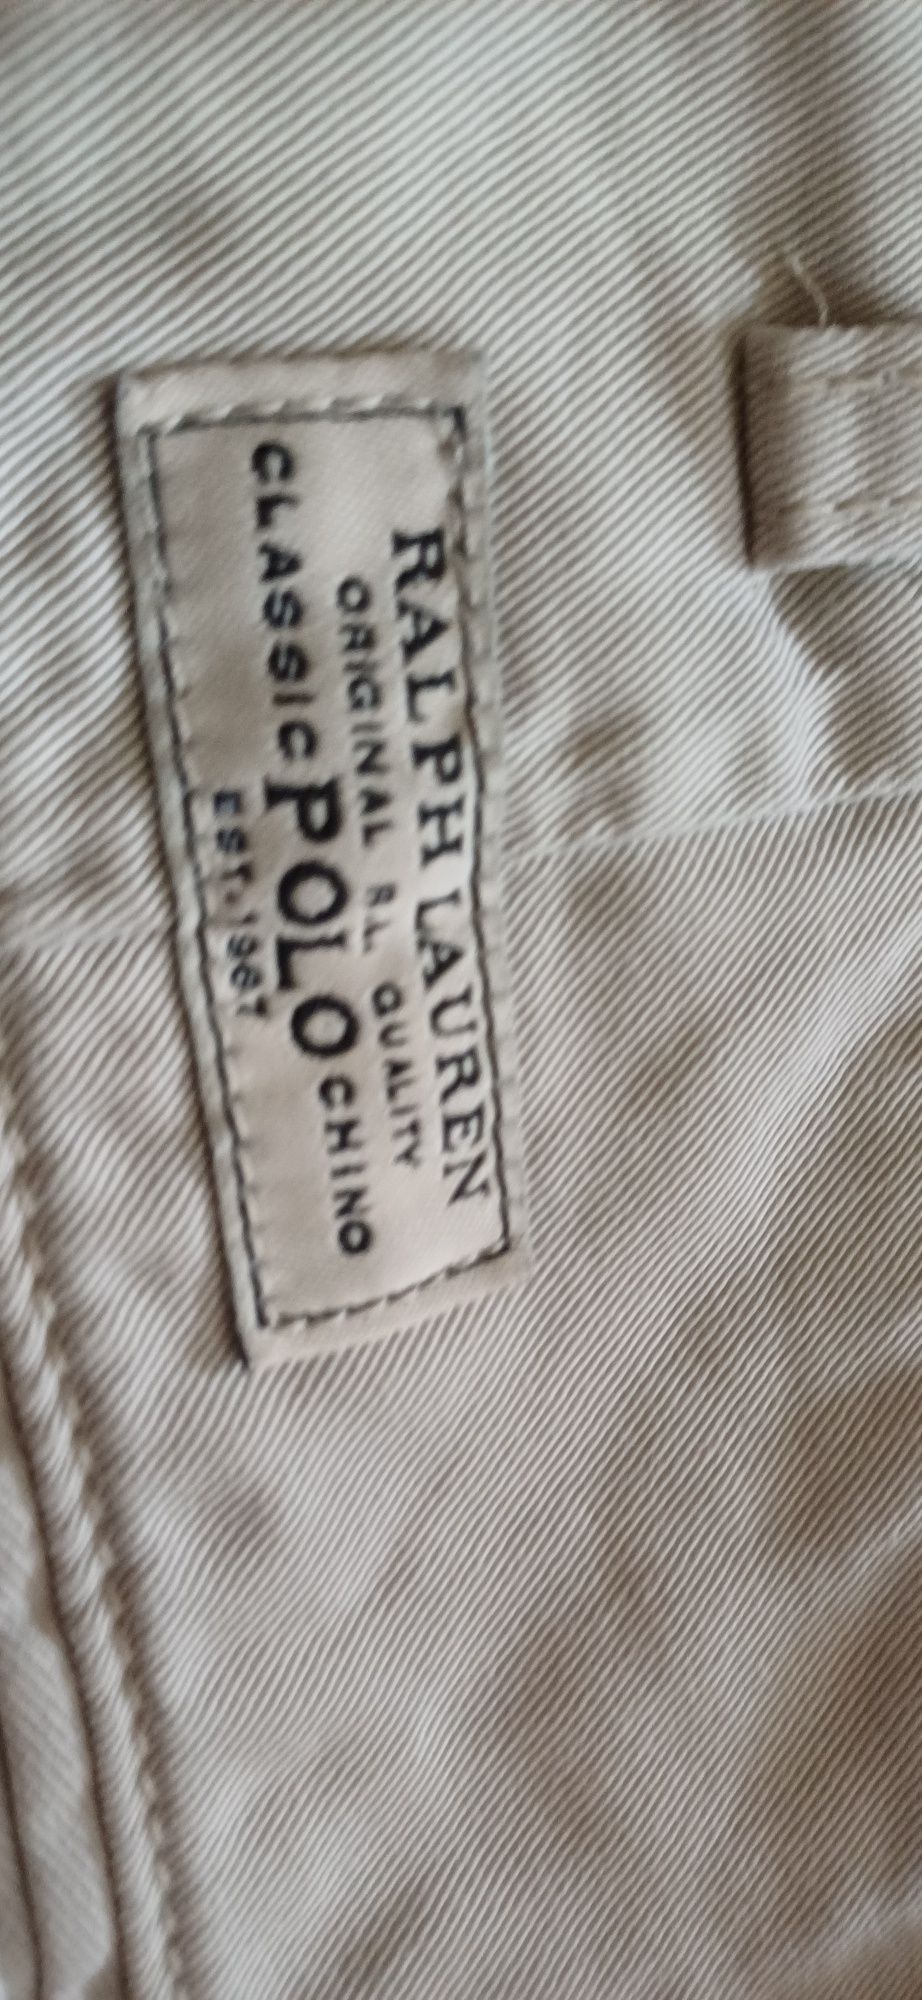 RALPH LAUREN
ORIGINAL R.L. QUALITY
CLASSIC POLO CHINO
EST. 1967